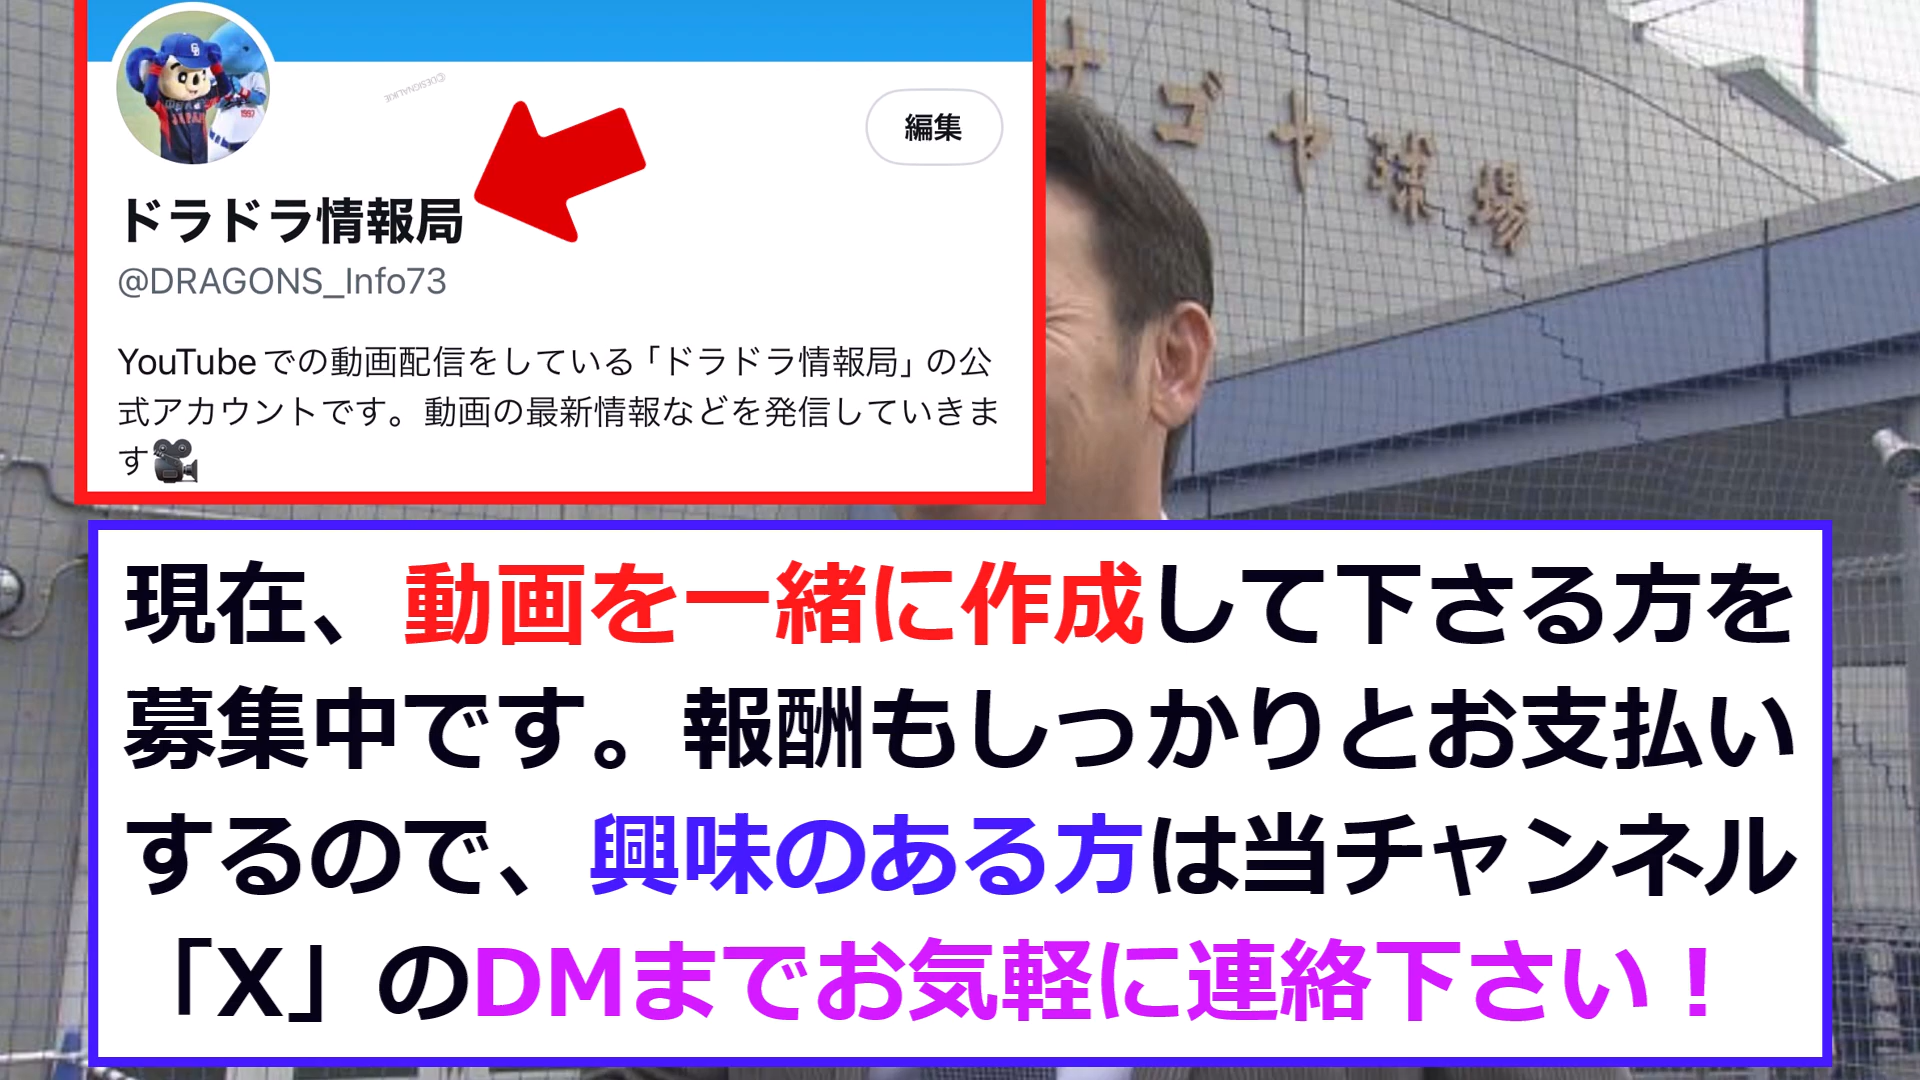 ナゴヤ球場
JAPAN
1997
©DESIGNALIKIE
編集
ドラドラ情報局
@DRAGONS_Info73
YouTubeでの動画配信をしている「ドラドラ情報局」の公
式アカウントです。動画の最新情報などを発信していきま
す🎥
現在、動画を一緒に作成して下さる方を
募集中です。報酬もしっかりとお支払い
するので、興味のある方は当チャンネル
「X」のDMまでお気軽に連絡下さい！